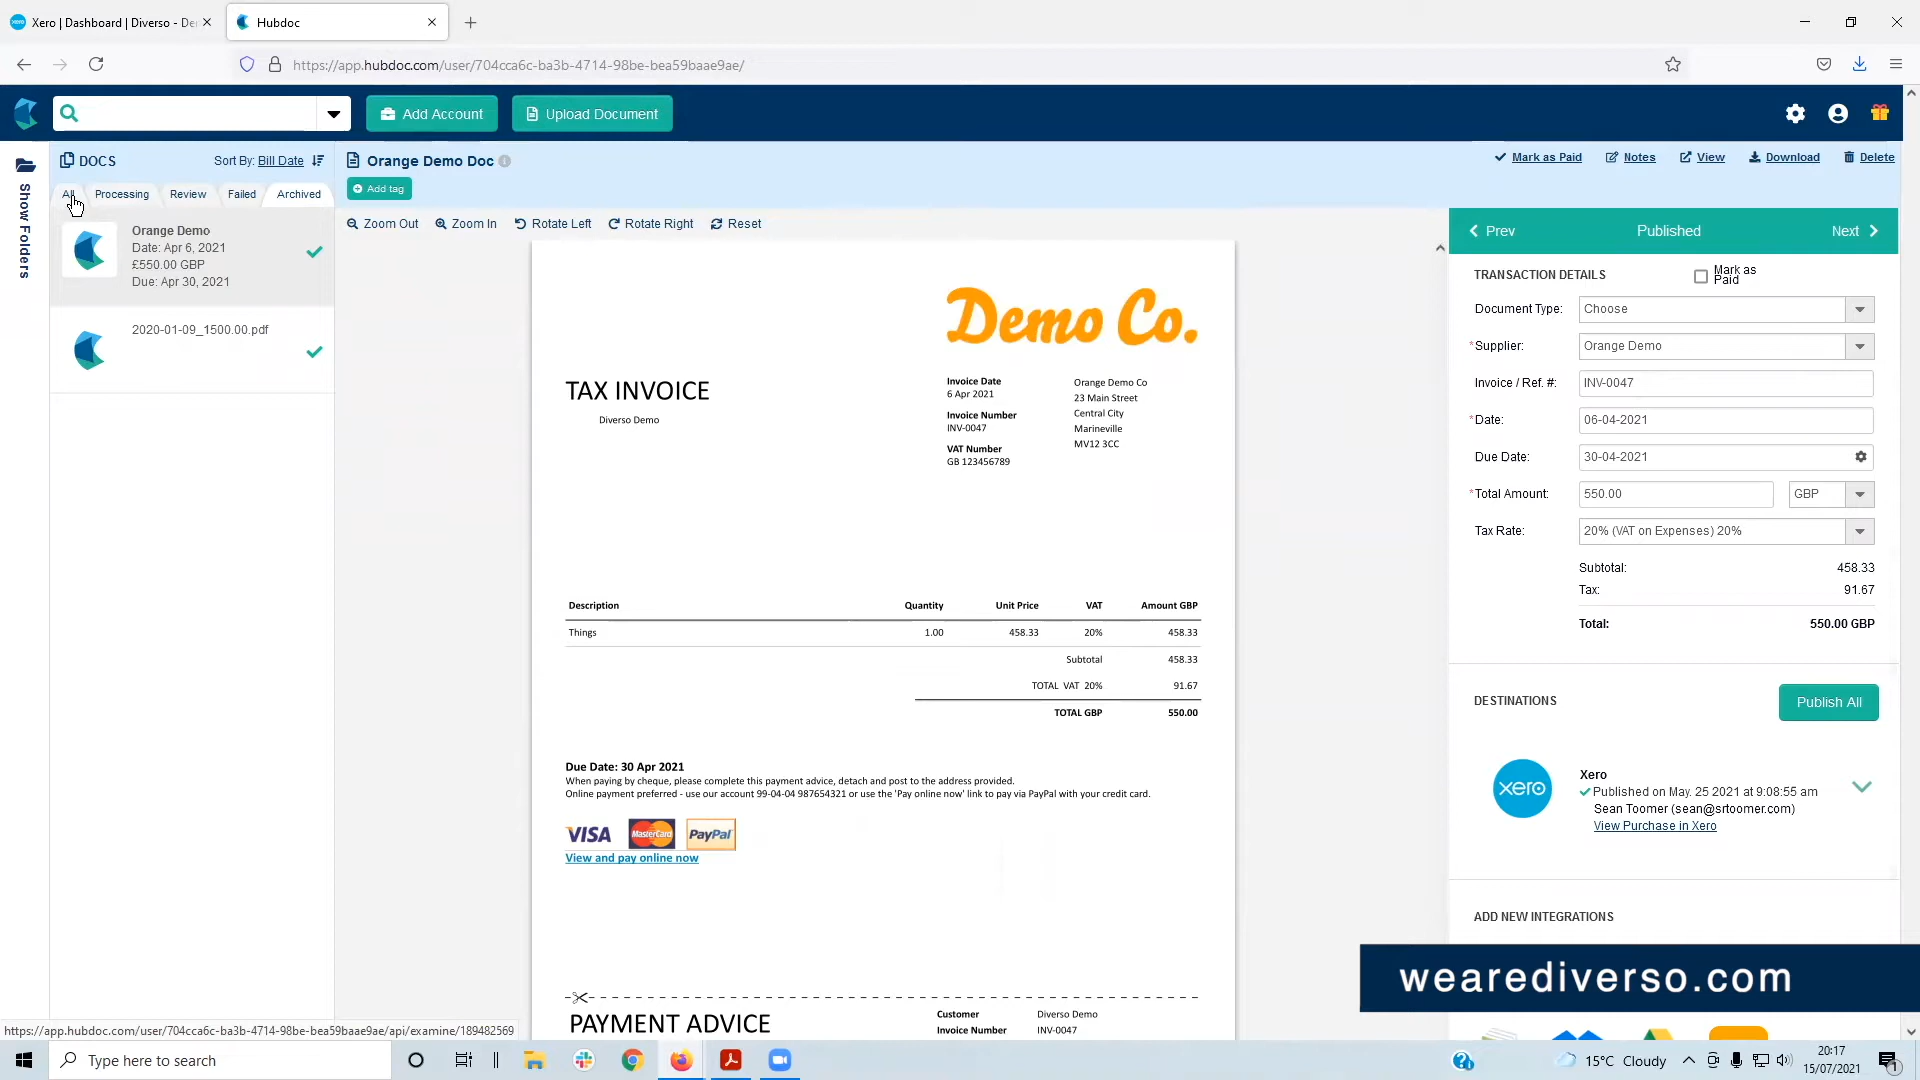 Xero | Dashboard | Diverso - De
Hubdoc
https://app.hubdoc.com/user/704cca6c-ba3b-4714-98be-bea59baae9ae/
Add Account
Upload Document
Show Folders
DOCS
Sort By: Bill Date
All
Processing
Review
Failed
Archived
Orange Demo
Date: Apr 6, 2021
£550.00 GBP
Due: Apr 30, 2021
2020-01-09_1500.00.pdf
Orange Demo Doc
Add tag
Mark as Paid
Notes
View
Download
Delete
Zoom Out
Zoom In
Rotate Left
Rotate Right
Reset
Demo Co.
TAX INVOICE
Diverso Demo
Invoice Date
6 Apr 2021
Invoice Number
INV-0047
VAT Number
GB 123456789
Orange Demo Co
23 Main Street
Central City
Marineville
MV12 3CC
Description Quantity Unit Price VAT Amount GBP
Things 1.00 458.33 20% 458.33
Subtotal 458.33
TOTAL VAT 20% 91.67
TOTAL GBP 550.00
Due Date: 30 Apr 2021
When paying by cheque, please complete this payment advice, detach and post to the address provided.
Online payment preferred - use our account 99-04-04 987654321 or use the 'Pay online now' link to pay via PayPal with your credit card.
VISA MasterCard PayPal
View and pay online now
PAYMENT ADVICE
Customer Diverso Demo
Invoice Number INV-0047
Prev
Published
Next
TRANSACTION DETAILS
Mark as
Paid
Document Type: Choose
*Supplier: Orange Demo
Invoice / Ref. #: INV-0047
*Date: 06-04-2021
Due Date: 30-04-2021
*Total Amount: 550.00 GBP
Tax Rate: 20% (VAT on Expenses) 20%
Subtotal: 458.33
Tax: 91.67
Total: 550.00 GBP
DESTINATIONS
Publish All
xero
Xero
Published on May. 25 2021 at 9:08:55 am
Sean Toomer (sean@srtoomer.com)
View Purchase in Xero
ADD NEW INTEGRATIONS
wearediverso.com
https://app.hubdoc.com/user/704cca6c-ba3b-4714-98be-bea59baae9ae/api/examine/189482569
Type here to search
15°C Cloudy
20:17
15/07/2021
1